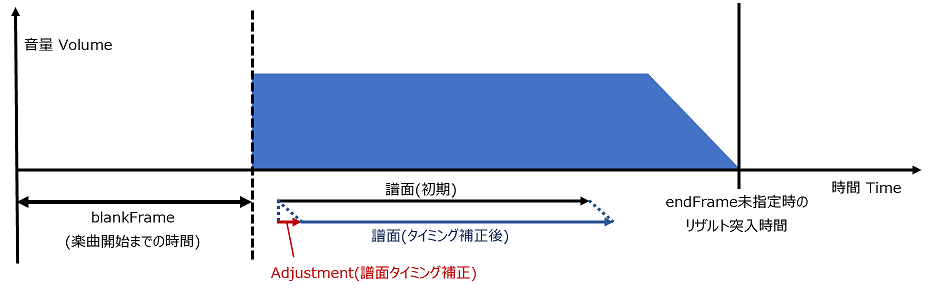 音量 Volume
時間 Time
譜面(初期)
endFrame未指定時の
リザルト突入時間
blankFrame
(楽曲開始までの時間)
譜面(タイミング補正後)
Adjustment(譜面タイミング補正)